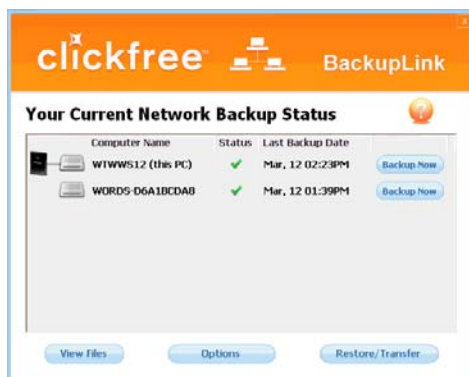 clickfree
BackupLink
Your Current Network Backup Status
?
Computer Name Status Last Backup Date
WTWWS12 (this PC) Mar, 12 02:23PM Backup Now
WORDS-D6A1BCDA8 Mar, 12 01:39PM Backup Now
View Files Options Restore/Transfer